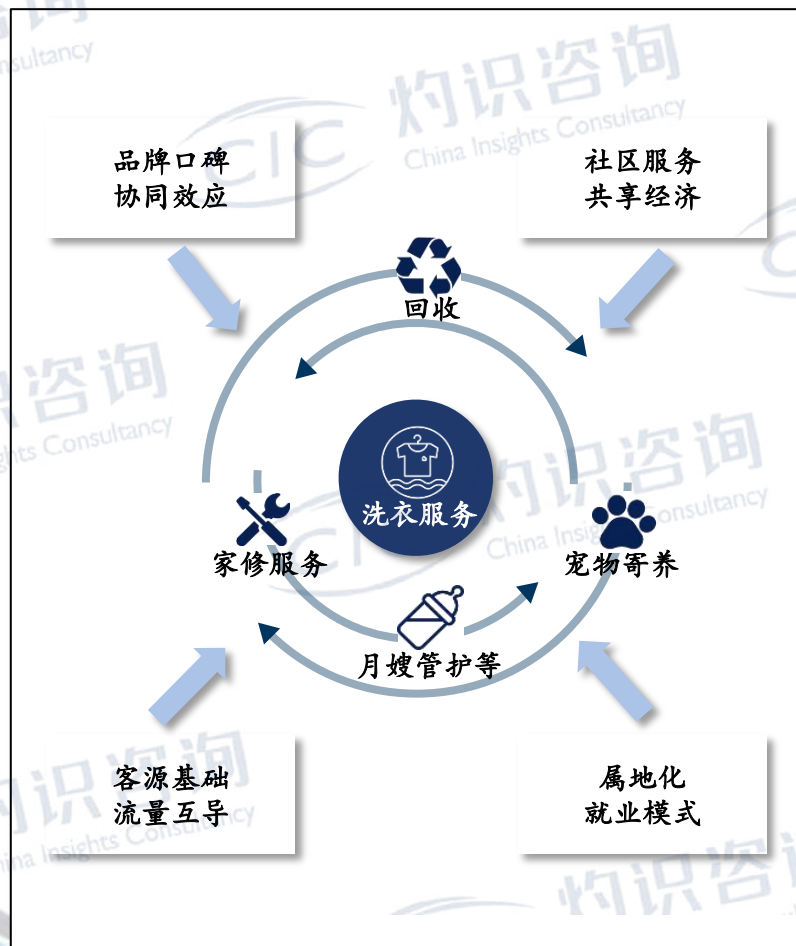 灼识咨询
China Insights Consultancy
CIC
品牌口碑
协同效应
社区服务
共享经济
回收
洗衣服务
家修服务
宠物寄养
月嫂管护等
客源基础
流量互导
属地化
就业模式